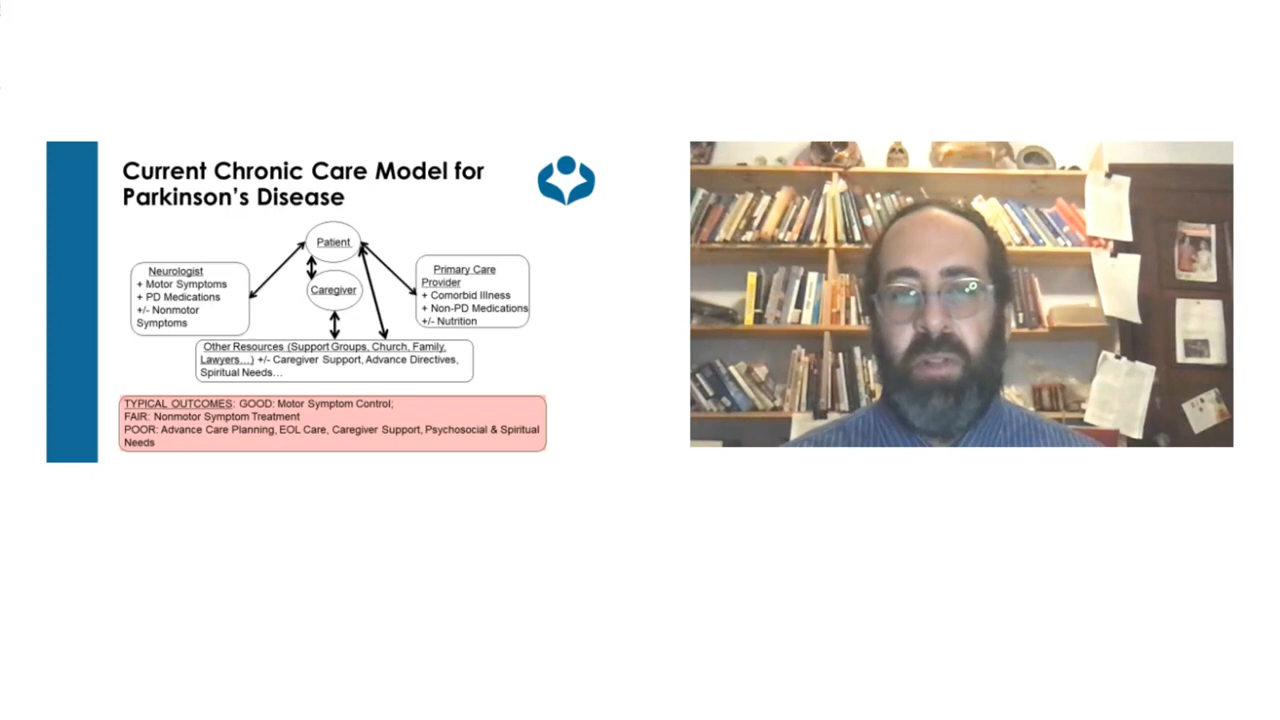 Current Chronic Care Model for
Parkinson's Disease
Patient
Neurologist
+ Motor Symptoms
+ PD Medications
+/- Nonmotor
Symptoms
Caregiver
Primary Care
Provider
+ Comorbid Illness
+ Non-PD Medications
+/- Nutrition
Other Resources (Support Groups, Church, Family,
Lawyers…) +/- Caregiver Support, Advance Directives,
Spiritual Needs…
TYPICAL OUTCOMES: GOOD: Motor Symptom Control;
FAIR: Nonmotor Symptom Treatment
POOR: Advance Care Planning, EOL Care, Caregiver Support, Psychosocial & Spiritual
Needs